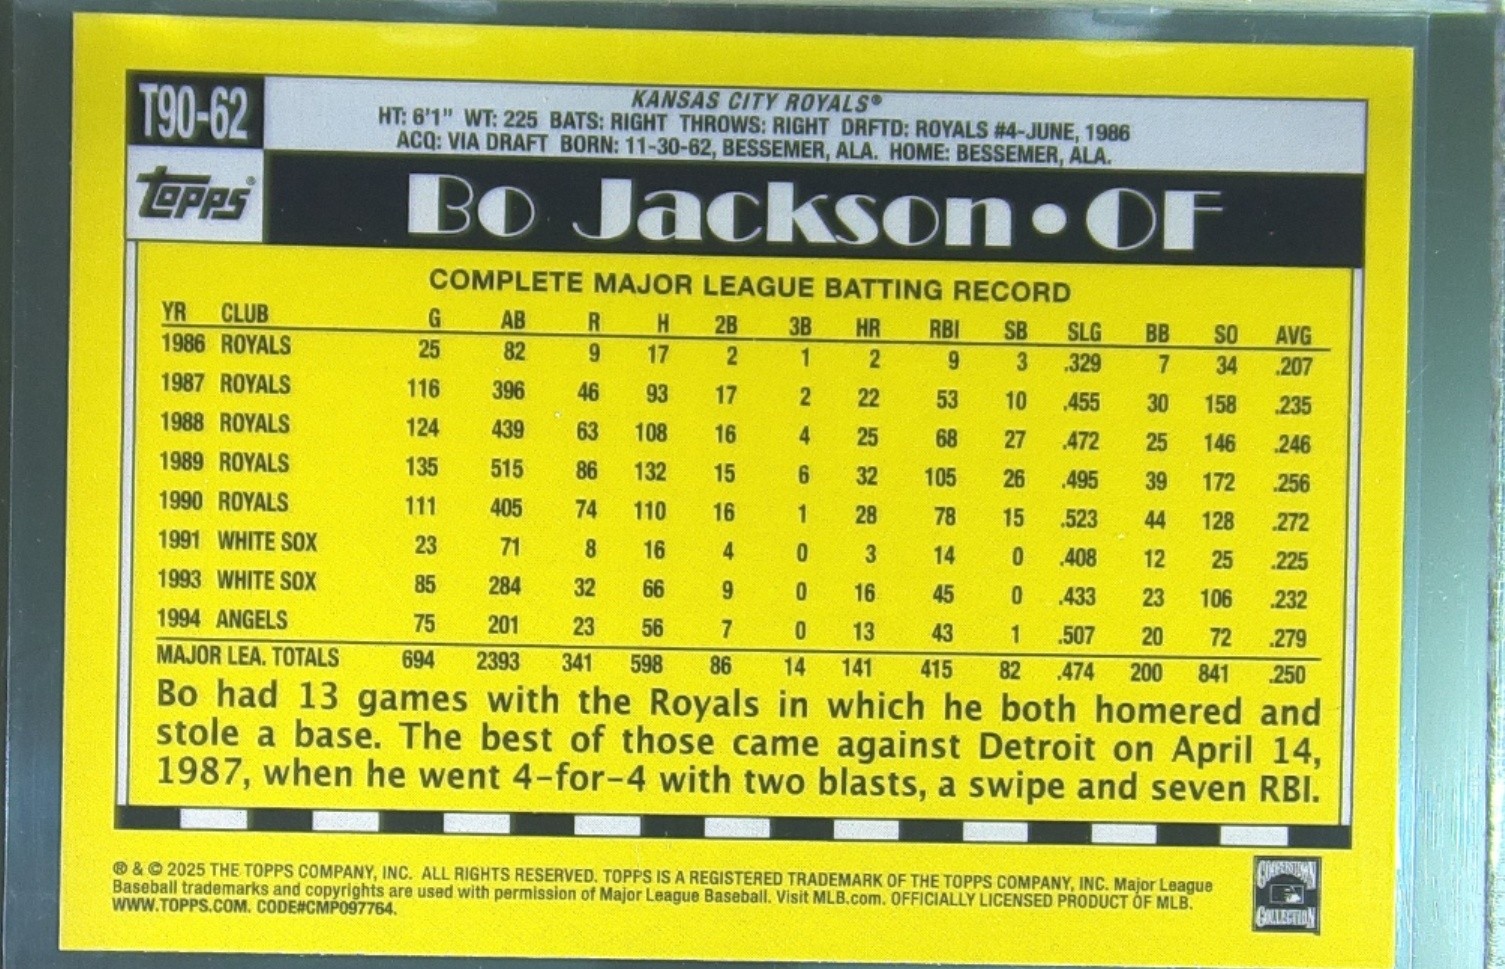 T90-62
KANSAS CITY ROYALS®
HT: 6'1" WT: 225 BATS: RIGHT THROWS: RIGHT DRFTD: ROYALS #4-JUNE, 1986
ACQ: VIA DRAFT BORN: 11-30-62, BESSEMER, ALA. HOME: BESSEMER, ALA.
Topps®
Bo Jackson • OF
COMPLETE MAJOR LEAGUE BATTING RECORD
YR CLUB G AB R H 2B 3B HR RBI SB SLG BB SO AVG
1986 ROYALS 25 82 9 17 2 1 2 9 3 .329 7 34 .207
1987 ROYALS 116 396 46 93 17 2 22 53 10 .455 30 158 .235
1988 ROYALS 124 439 63 108 16 4 25 68 27 .472 25 146 .246
1989 ROYALS 135 515 86 132 15 6 32 105 26 .495 39 172 .256
1990 ROYALS 111 405 74 110 16 1 28 78 15 .523 44 128 .272
1991 WHITE SOX 23 71 8 16 4 0 3 14 0 .408 12 25 .225
1993 WHITE SOX 85 284 32 66 9 0 16 45 0 .433 23 106 .232
1994 ANGELS 75 201 23 56 7 0 13 43 1 .507 20 72 .279
MAJOR LEA. TOTALS 694 2393 341 598 86 14 141 415 82 .474 200 841 .250
Bo had 13 games with the Royals in which he both homered and
stole a base. The best of those came against Detroit on April 14,
1987, when he went 4-for-4 with two blasts, a swipe and seven RBI.
® & © 2025 THE TOPPS COMPANY, INC. ALL RIGHTS RESERVED. TOPPS IS A REGISTERED TRADEMARK OF THE TOPPS COMPANY, INC. Major League
Baseball trademarks and copyrights are used with permission of Major League Baseball. Visit MLB.com. OFFICIALLY LICENSED PRODUCT OF MLB.
WWW.TOPPS.COM. CODE#CMP097764.
COOPERSTOWN
COLLECTION